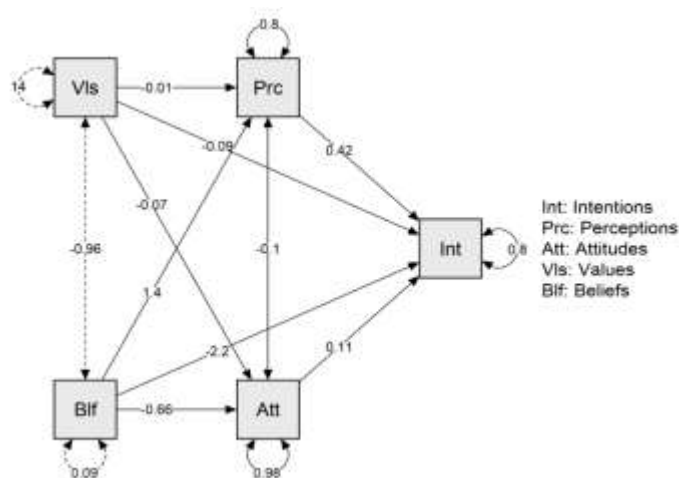 0.8
14
Vls
-0.01
Prc
-0.09
0.42
-0.07
-0.96
-0.1
Int
0.8
Int: Intentions
Prc: Perceptions
Att: Attitudes
Vls: Values
Blf: Beliefs
1.4
-2.2
0.11
Blf
-0.66
Att
0.09
0.98